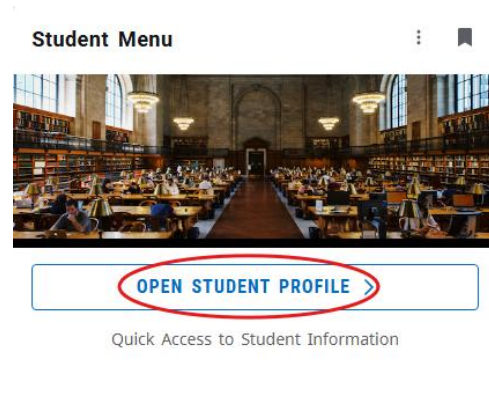 Student Menu
OPEN STUDENT PROFILE
Quick Access to Student Information